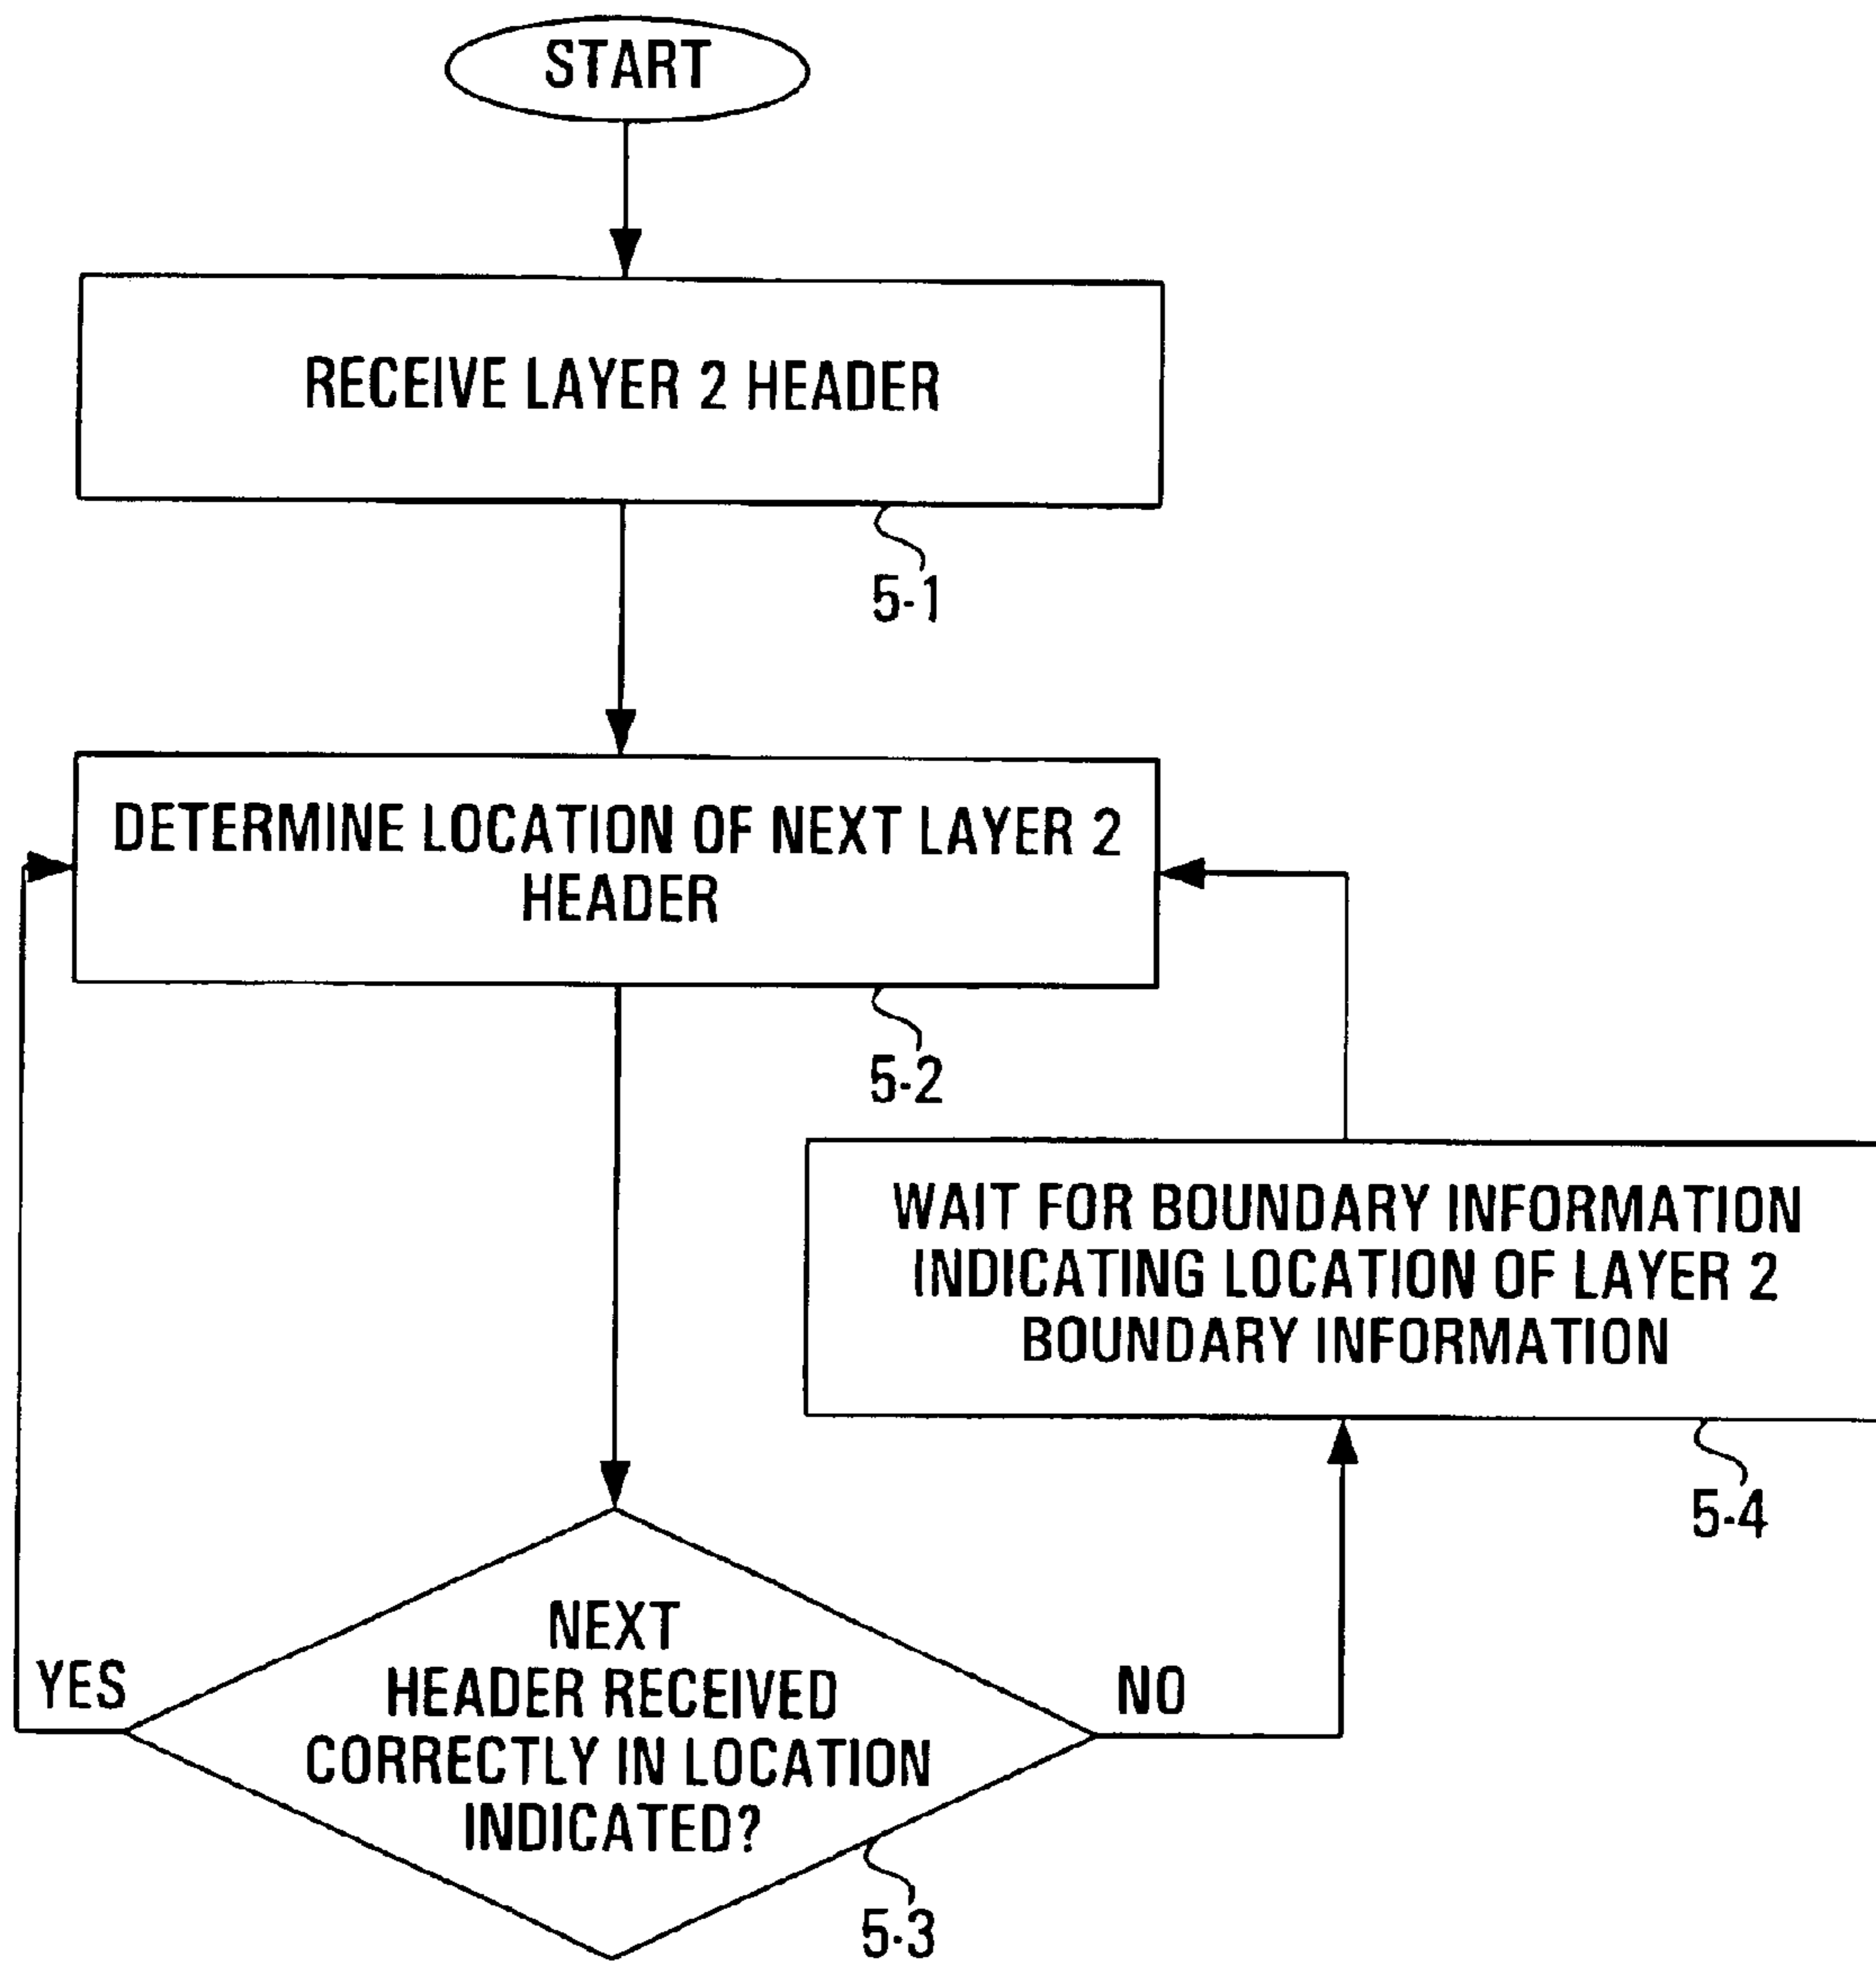 START
RECEIVE LAYER 2 HEADER
5-1
DETERMINE LOCATION OF NEXT LAYER 2
HEADER
5-2
WAIT FOR BOUNDARY INFORMATION
INDICATING LOCATION OF LAYER 2
BOUNDARY INFORMATION
5-4
NEXT
HEADER RECEIVED
CORRECTLY IN LOCATION
INDICATED?
YES
NO
5-3